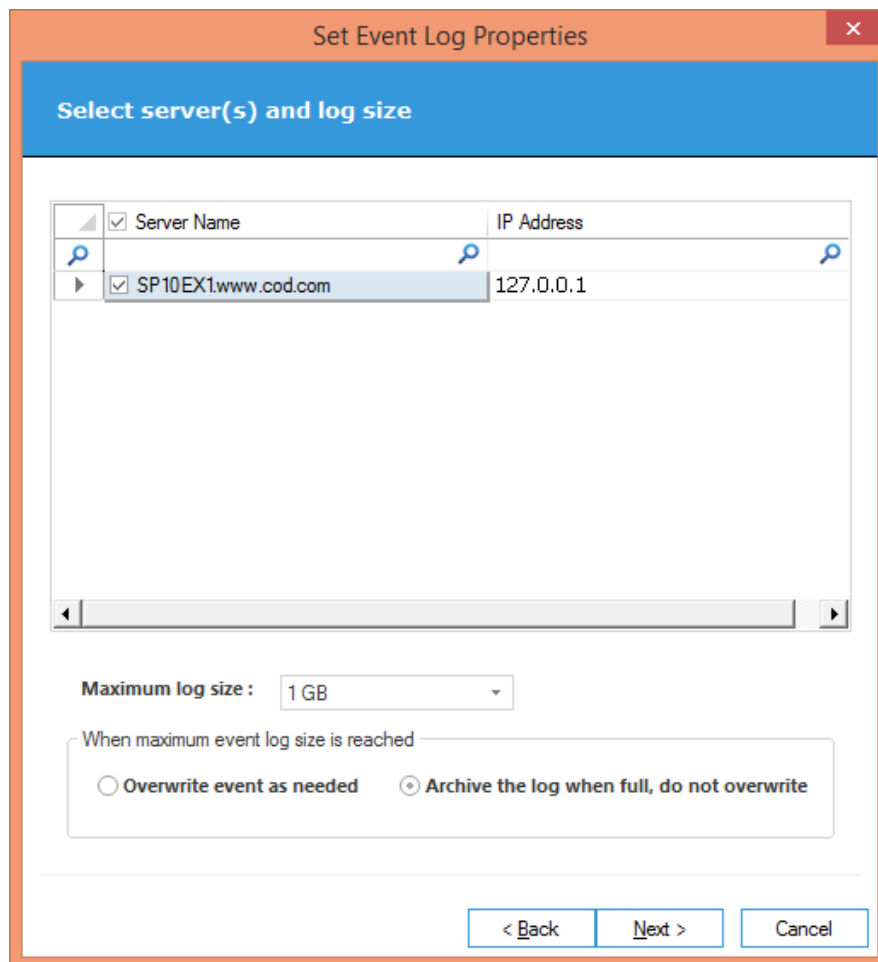 Set Event Log Properties
Select server(s) and log size
Server Name IP Address
SP10EX1.www.cod.com 127.0.0.1
Maximum log size : 1 GB
When maximum event log size is reached
Overwrite event as needed Archive the log when full, do not overwrite
< Back Next > Cancel